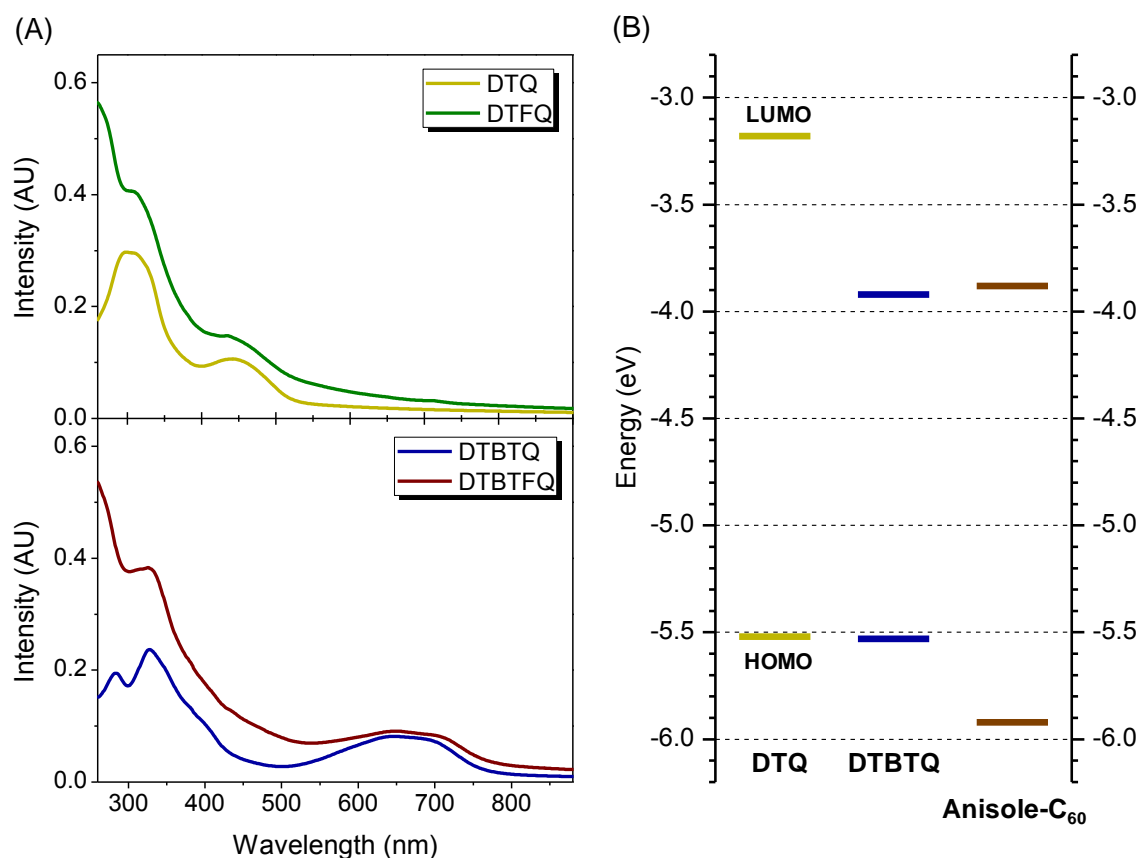 (A)
0.6
0.4
0.2
0.0
Intensity (AU)
DTQ
DTFQ
0.6
0.4
0.2
0.0
Intensity (AU)
DTBTQ
DTBTFQ
300 400 500 600 700 800
Wavelength (nm)
(B)
-3.0
-3.5
-4.0
-4.5
-5.0
-5.5
-6.0
Energy (eV)
LUMO
HOMO
DTQ DTBTQ
Anisole-C₆₀
-3.0
-3.5
-4.0
-4.5
-5.0
-5.5
-6.0